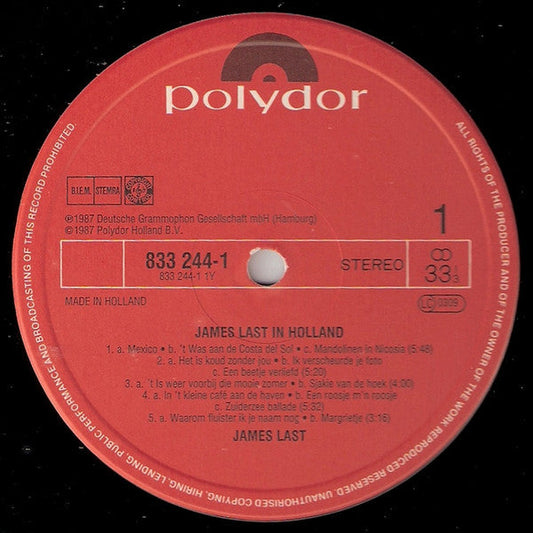 polydor
B.I.E.M. STEMRA
℗1987 Deutsche Grammophon Gesellschaft mbH (Hamburg)
©1987 Polydor Holland B.V.
1
833 244-1
833 244-1 1Y
STEREO
33 1/3
MADE IN HOLLAND
LC 0309
JAMES LAST IN HOLLAND
1. a. Mexico • b. 't Was aan de Costa del Sol • c. Mandolinen in Nicosia (5:48)
2. a. Het is koud zonder jou • b. Ik verscheurde je foto
c. Een beetje verliefd (5:20)
3. a. 't Is weer voorbij die mooie zomer • b. Sjakie van de hoek (4:00)
4. a. In 't kleine café aan de haven • b. Een roosje m'n roosje
c. Zuiderzee ballade (5:32)
5. a. Waarom fluister ik je naam nog • b. Margrietje (3:16)
JAMES LAST
ALL RIGHTS OF THE PRODUCER AND OF THE OWNER OF THE WORK REPRODUCED RESERVED. UNAUTHORISED COPYING, HIRING, LENDING, PUBLIC PERFORMANCE AND BROADCASTING OF THIS RECORD PROHIBITED.